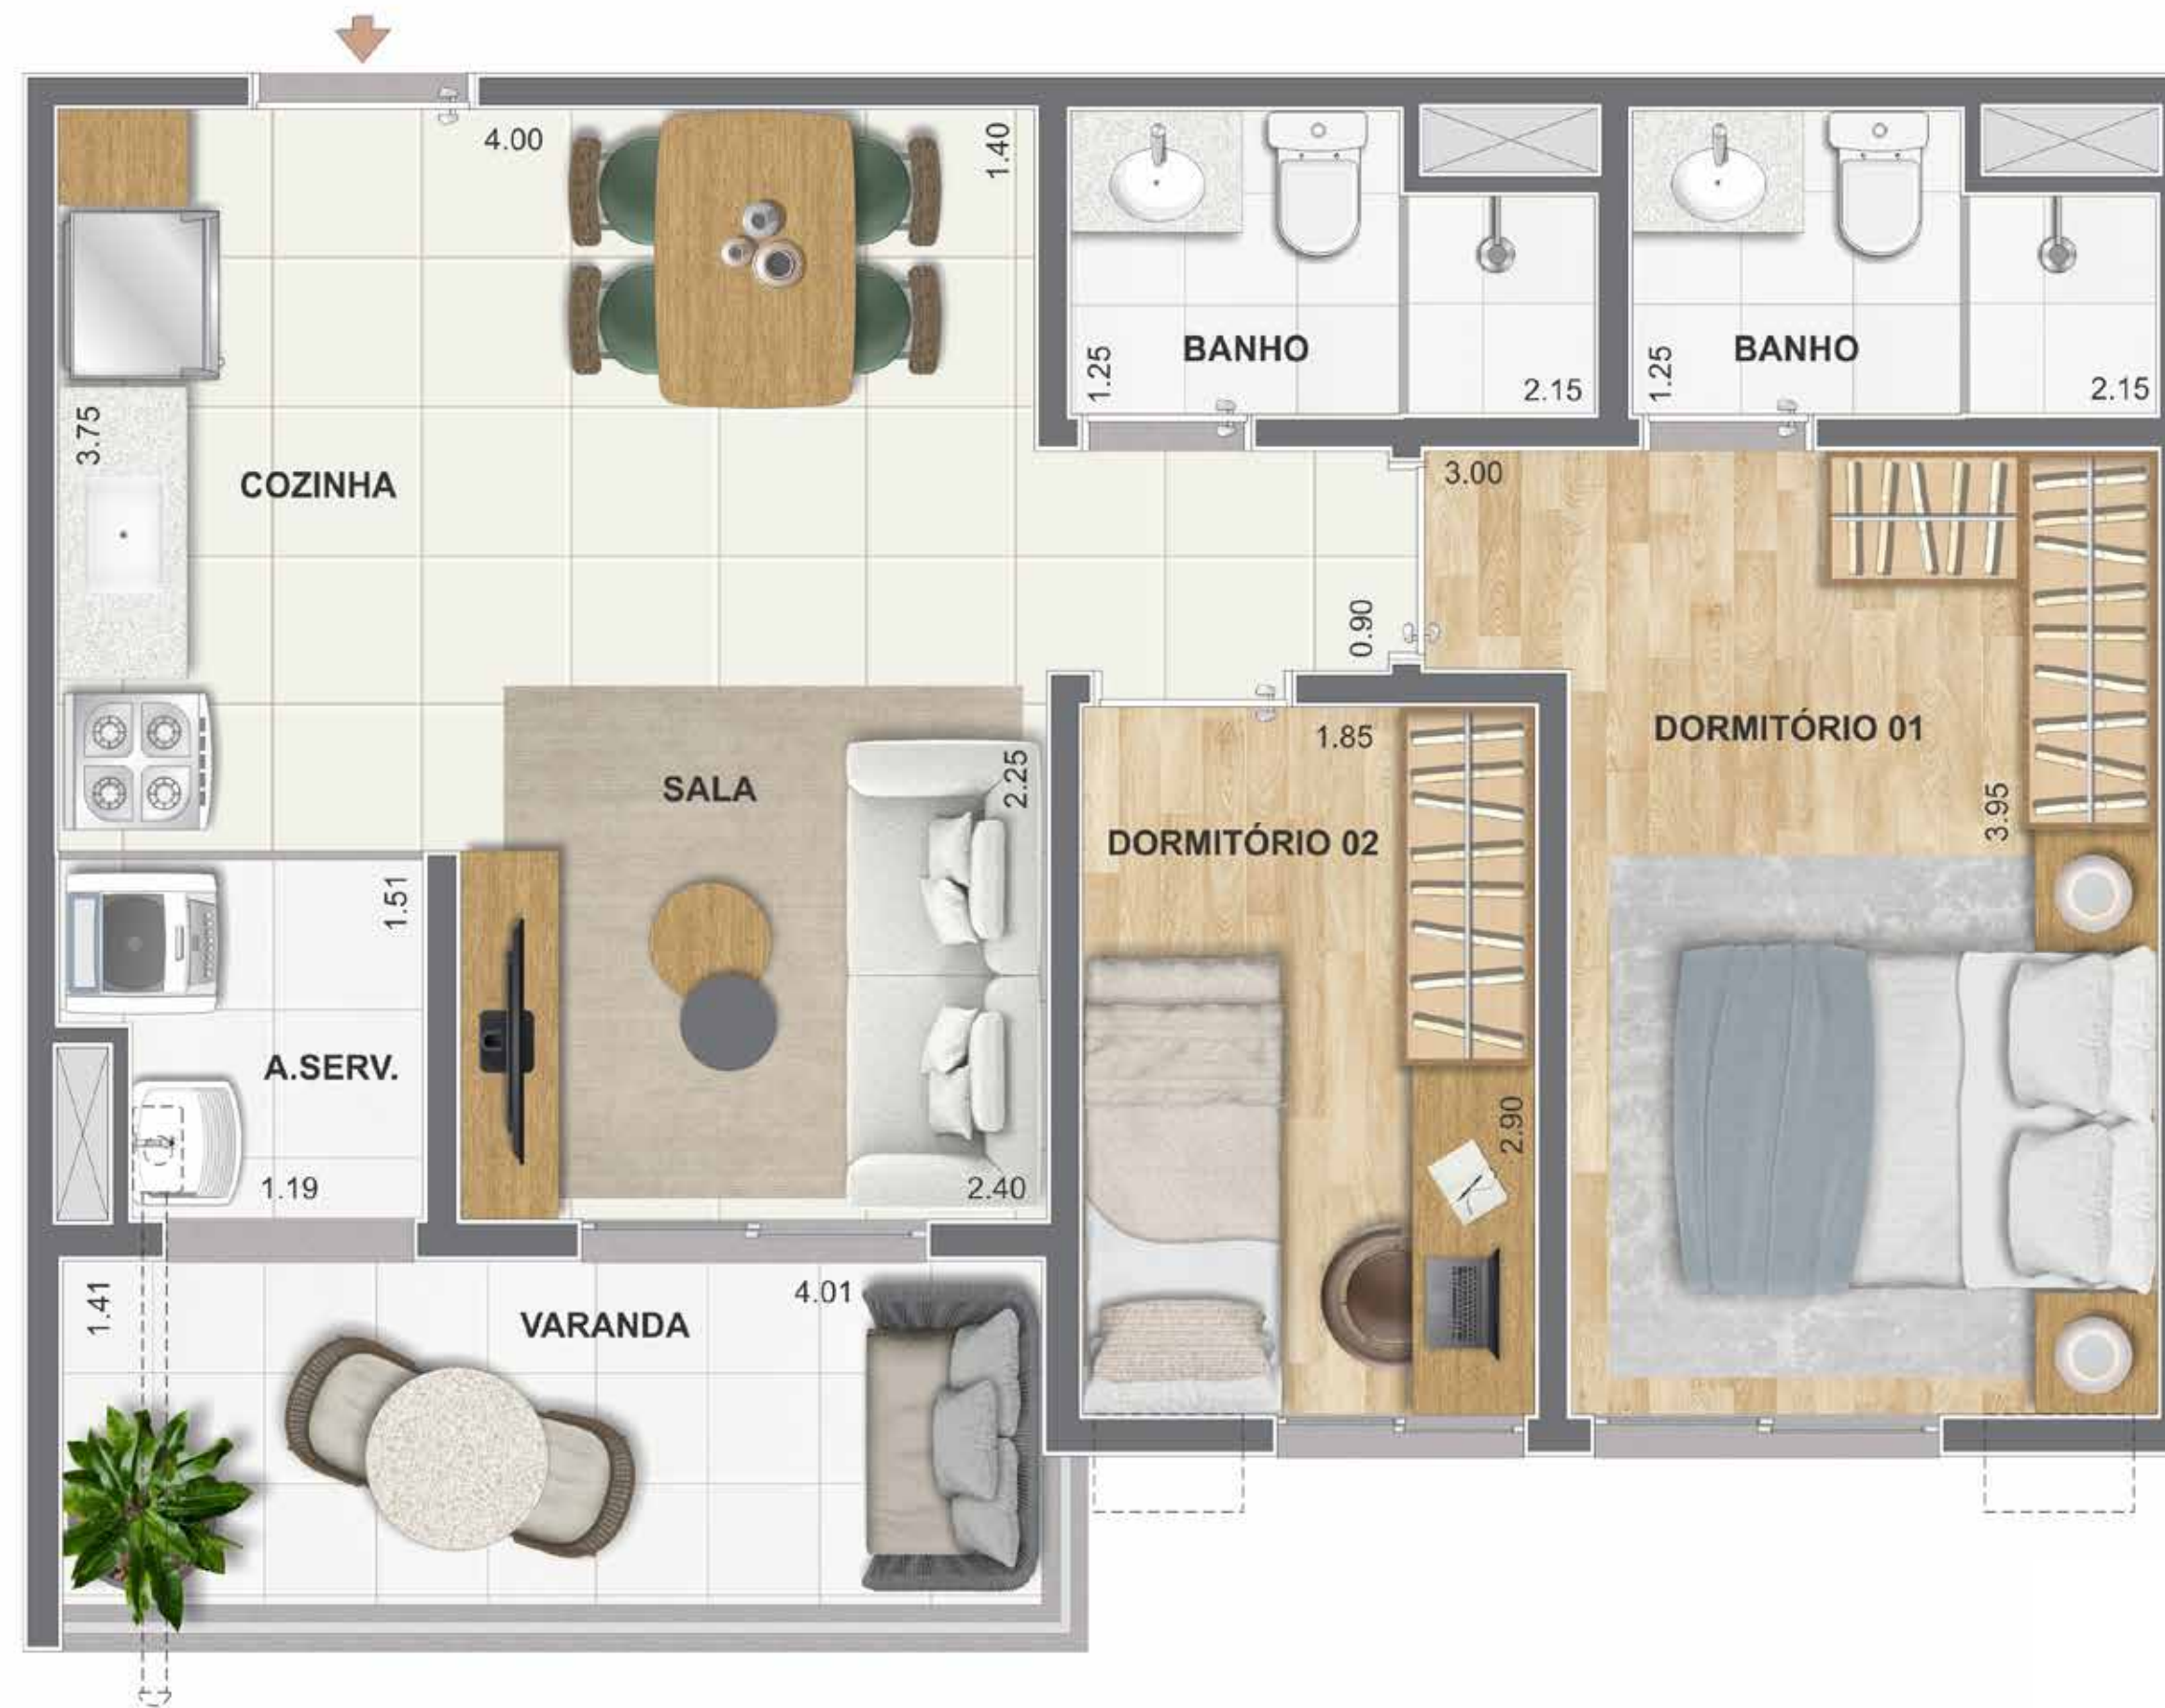 4.00
1.40
3.75
COZINHA
BANHO
1.25
2.15
BANHO
1.25
2.15
3.00
0.90
SALA
2.25
2.40
1.85
DORMITÓRIO 02
2.90
DORMITÓRIO 01
3.95
1.51
A.SERV.
1.19
1.41
VARANDA
4.01